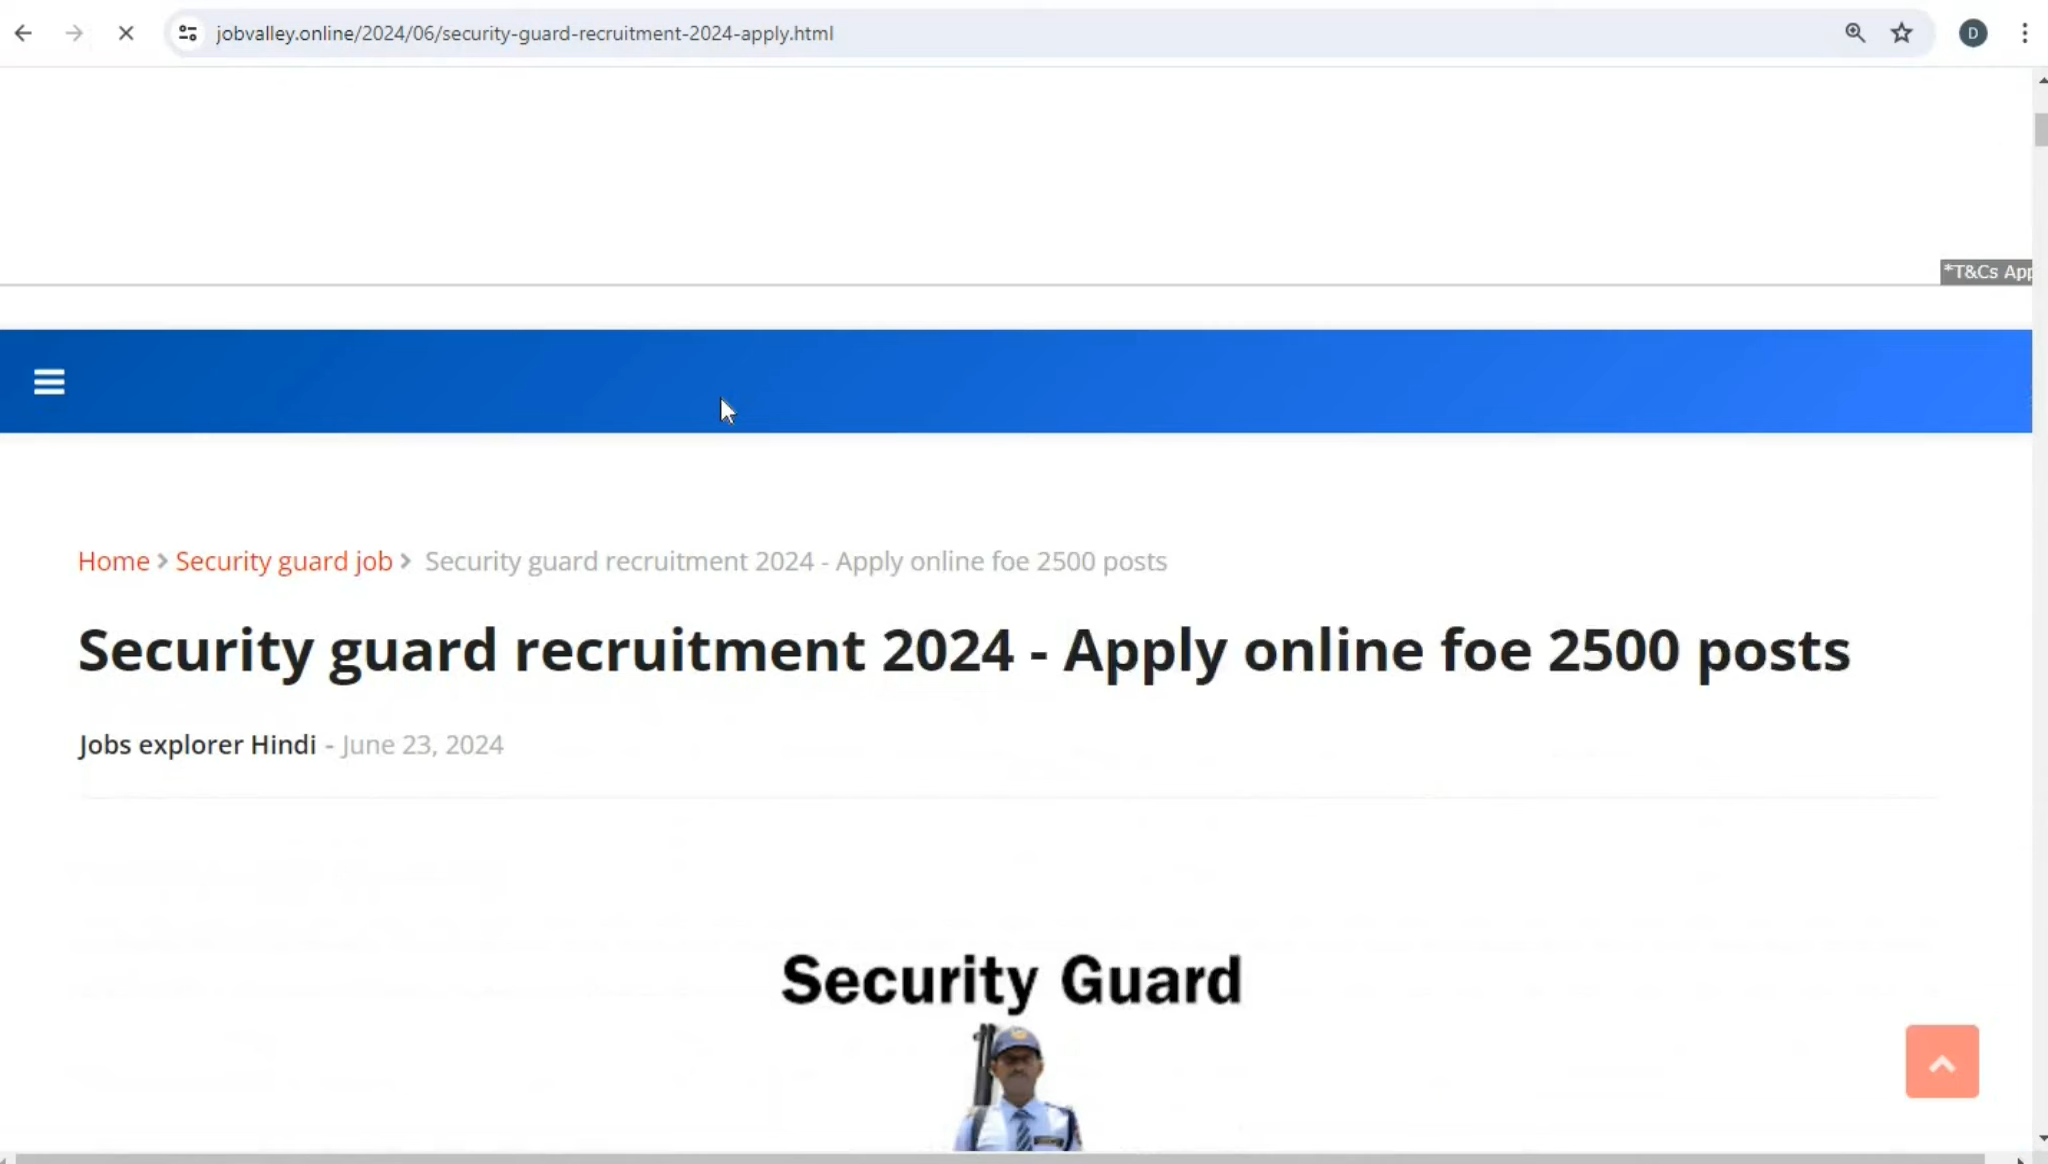 jobvalley.online/2024/06/security-guard-recruitment-2024-apply.html
D
*T&Cs App
Home > Security guard job > Security guard recruitment 2024 - Apply online foe 2500 posts
Security guard recruitment 2024 - Apply online foe 2500 posts
Jobs explorer Hindi - June 23, 2024
Security Guard